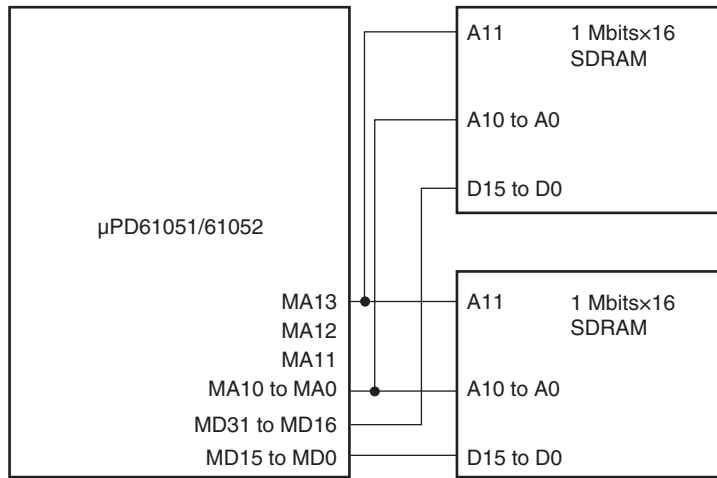 µPD61051/61052
MA13
MA12
MA11
MA10 to MA0
MD31 to MD16
MD15 to MD0
A11
1 Mbits×16
SDRAM
A10 to A0
D15 to D0
A11
1 Mbits×16
SDRAM
A10 to A0
D15 to D0